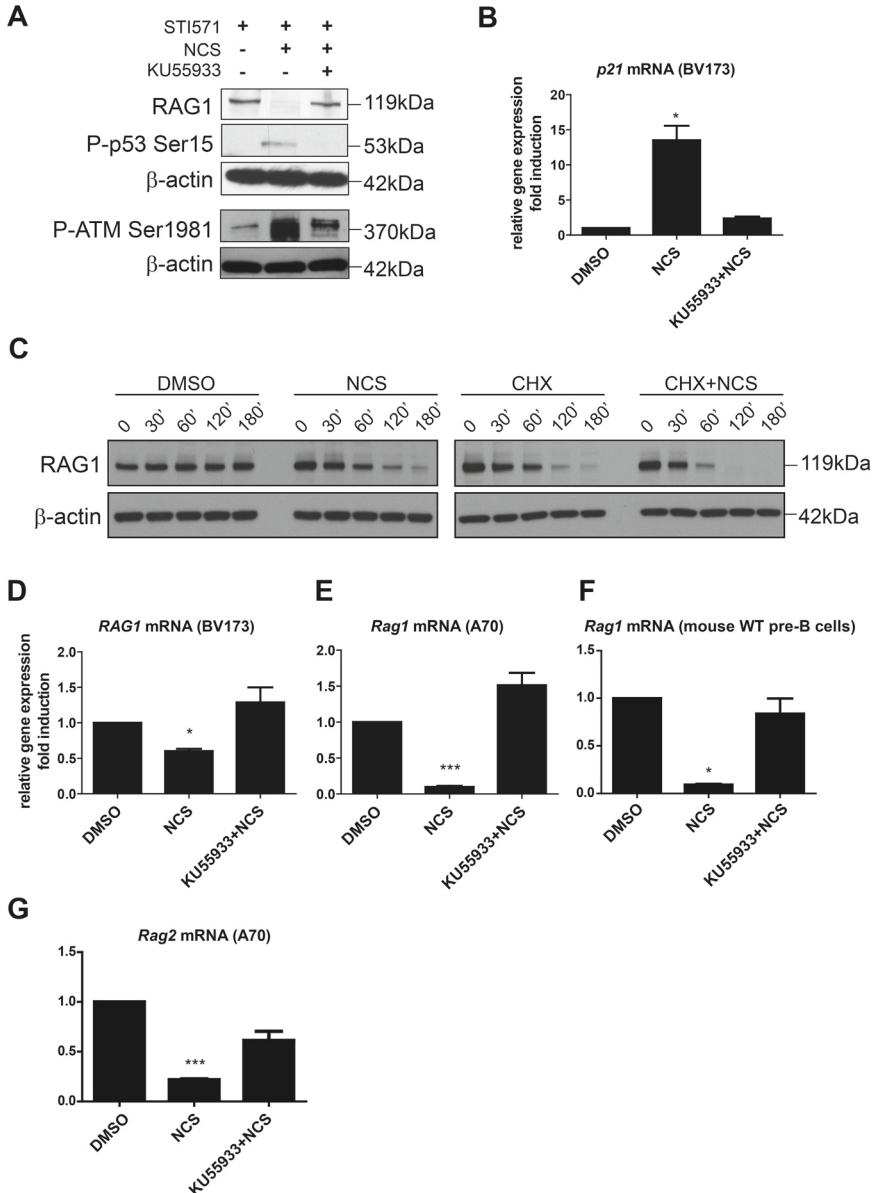 A
STI571 + + +
NCS - + +
KU55933 - - +
RAG1 119kDa
P-p53 Ser15 53kDa
β-actin 42kDa
P-ATM Ser1981 370kDa
β-actin 42kDa
B
p21 mRNA (BV173)
relative gene expression
fold induction
20
15
10
5
0
*
DMSO NCS KU55933+NCS
C
DMSO NCS CHX CHX+NCS
0 30' 60' 120' 180' 0 30' 60' 120' 180' 0 30' 60' 120' 180' 0 30' 60' 120' 180'
RAG1 119kDa
β-actin 42kDa
D
RAG1 mRNA (BV173)
relative gene expression
fold induction
2.0
1.5
1.0
0.5
0.0
*
DMSO NCS KU55933+NCS
E
Rag1 mRNA (A70)
2.0
1.5
1.0
0.5
0.0
***
DMSO NCS KU55933+NCS
F
Rag1 mRNA (mouse WT pre-B cells)
1.5
1.0
0.5
0.0
*
DMSO NCS KU55933+NCS
G
Rag2 mRNA (A70)
1.5
1.0
0.5
0.0
***
DMSO NCS KU55933+NCS